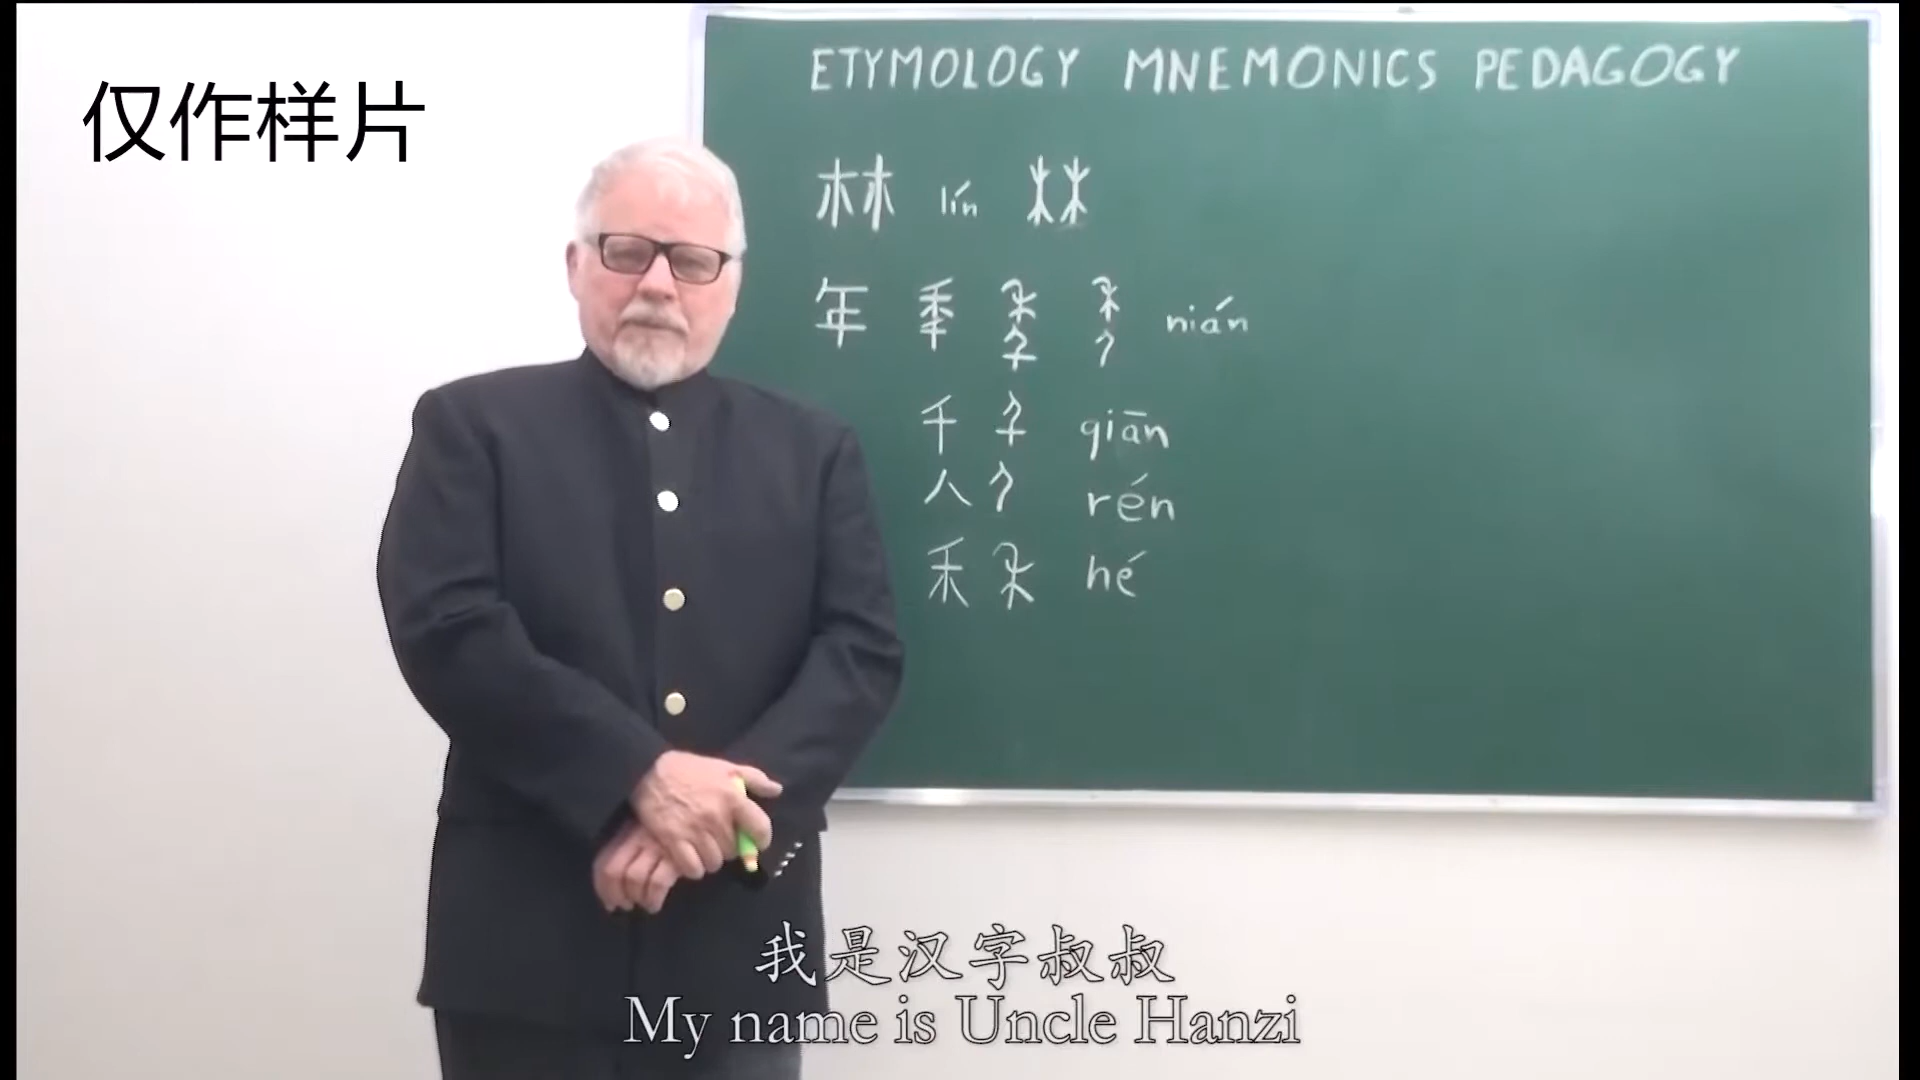 仅作样片
ETYMOLOGY MNEMONICS PEDAGOGY
林 lín
年 秊 nián
千 qiān
人 rén
禾 hé
我是汉字叔叔
My name is Uncle Hanzi